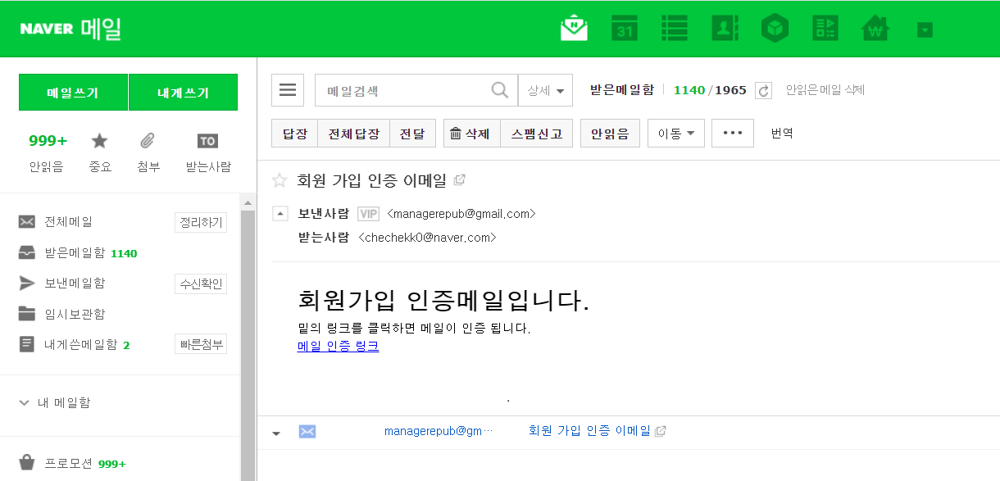 NAVER 메일
N 31 W
메일쓰기 내게쓰기
999+ TO
안읽음 중요 첨부 받는사람
전체메일 정리하기
받은메일함 1140
보낸메일함 수신확인
임시보관함
내게쓴메일함 2 빠른첨부
내 메일함
프로모션 999+
메일검색 상세 받은메일함 1140/1965 안읽은메일 삭제
답장 전체답장 전달 삭제 스팸신고 안읽음 이동 ••• 번역
회원 가입 인증 이메일
보낸사람 VIP <managerepub@gmail.com>
받는사람 <chechekk0@naver.com>
회원가입 인증메일입니다.
밑의 링크를 클릭하면 메일이 인증 됩니다.
메일 인증 링크
.
managerepub@gm··· 회원 가입 인증 이메일